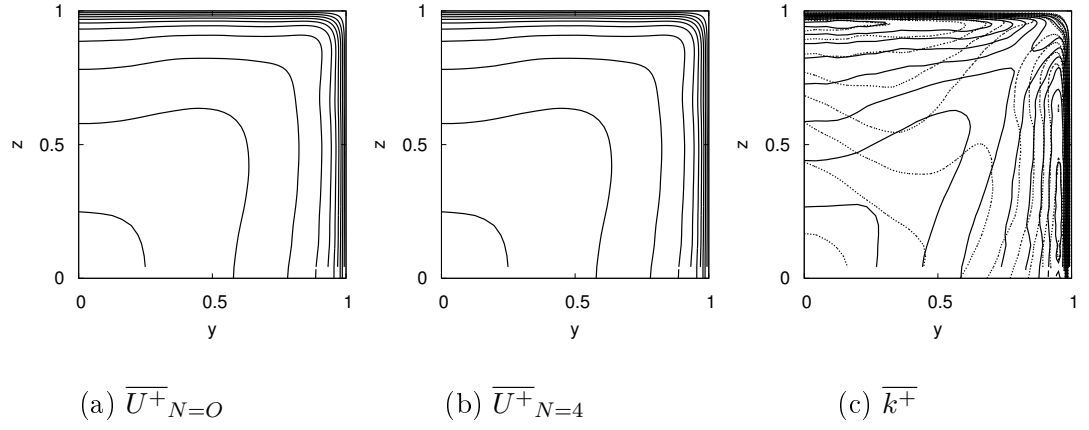 1 1 1
z 0.5 z 0.5 z 0.5
0 0 0
0 0.5 1 0 0.5 1 0 0.5 1
y y y
(a) \overline{U^+}_{N=O} (b) \overline{U^+}_{N=4} (c) \overline{k^+}